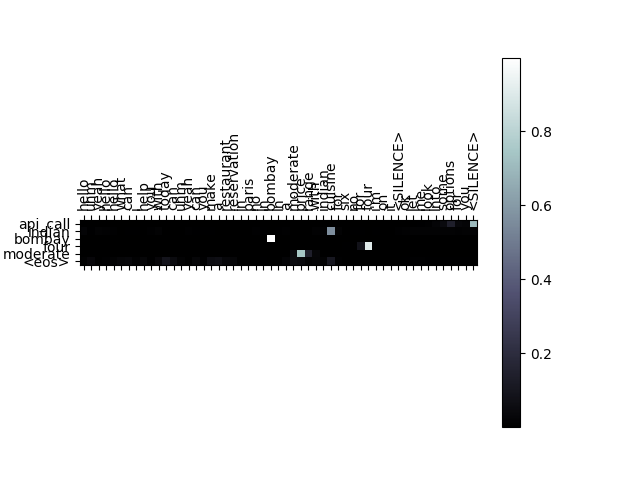 hello
uhm
yeah
hello
hello
what
can
i
help
you
with
today
can
uhm
yeah
can
you
make
a
restaurant
reservation
in
paris
no
in
bombay
in
a
moderate
price
range
with
indian
cuisine
for
six
no
for
four
i'm
on
it
<SILENCE>
ok
let
me
look
into
some
options
for
you
<SILENCE>
api_call
indian
bombay
four
moderate
<eos>
0.8
0.6
0.4
0.2